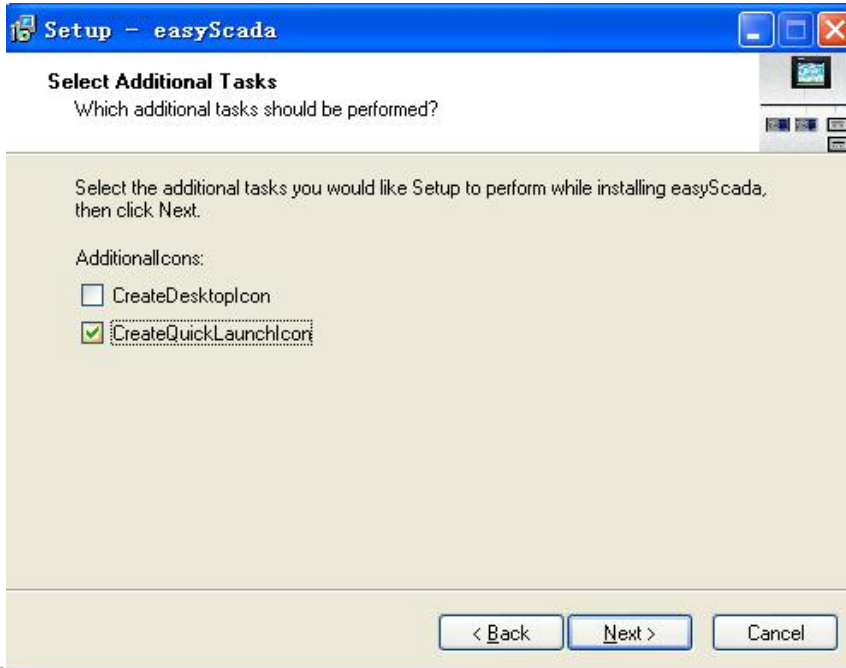 Setup - easyScada
Select Additional Tasks
Which additional tasks should be performed?
Select the additional tasks you would like Setup to perform while installing easyScada,
then click Next.
AdditionalIcons:
CreateDesktopIcon
CreateQuickLaunchIcon
< Back
Next >
Cancel